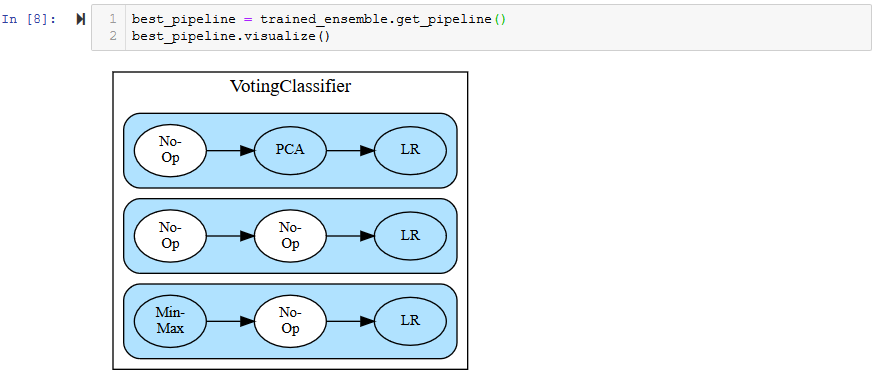 In [8]:
1 best_pipeline = trained_ensemble.get_pipeline()
2 best_pipeline.visualize()
VotingClassifier
No-
Op
PCA
LR
No-
Op
No-
Op
LR
Min-
Max
No-
Op
LR